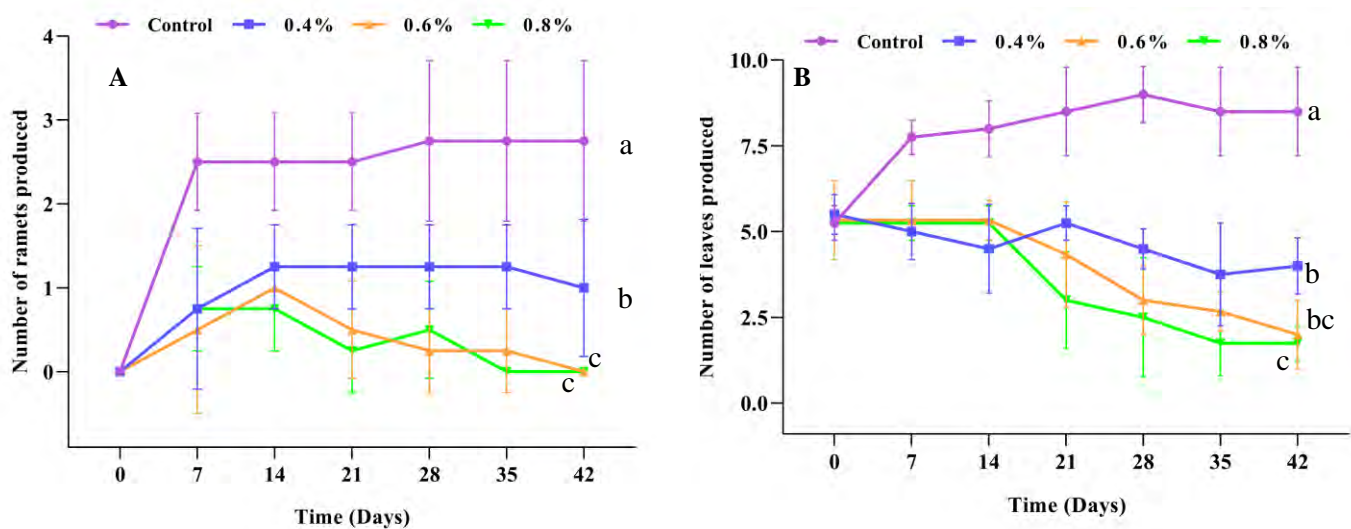 Control 0.4% 0.6% 0.8%
A
4
3
2
1
0
a
b
c
c
0 7 14 21 28 35 42
Number of ramets produced
Time (Days)
Control 0.4% 0.6% 0.8%
B
10.0
7.5
5.0
2.5
0.0
a
b
bc
c
0 7 14 21 28 35 42
Number of leaves produced
Time (Days)